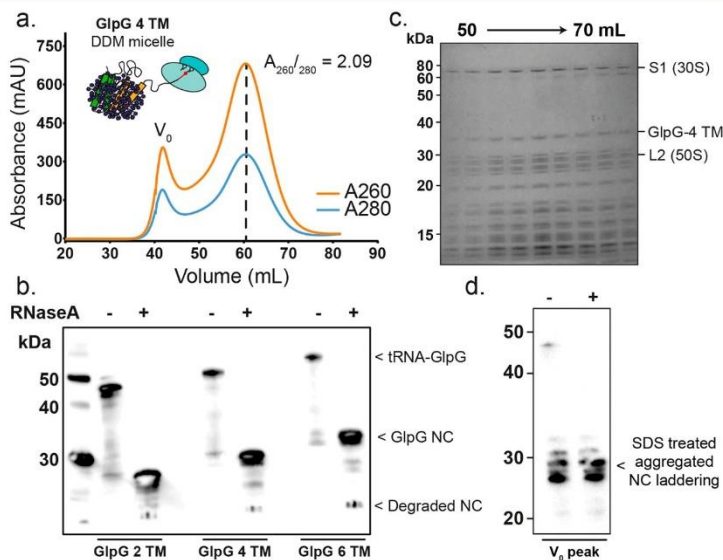 a.
GlpG 4 TM
DDM micelle
A260/280 = 2.09
V0
Absorbance (mAU)
750
600
450
300
150
0
A260
A280
20 30 40 50 60 70 80 90
Volume (mL)
c.
50 70 mL
kDa
80
60
50
40
30
20
15
S1 (30S)
GlpG-4 TM
L2 (50S)
b.
RNaseA - + - + - +
kDa
50
40
30
< tRNA-GlpG
< GlpG NC
< Degraded NC
GlpG 2 TM GlpG 4 TM GlpG 6 TM
d.
- +
50
40
30
20
SDS treated
< aggregated
NC laddering
V0 peak